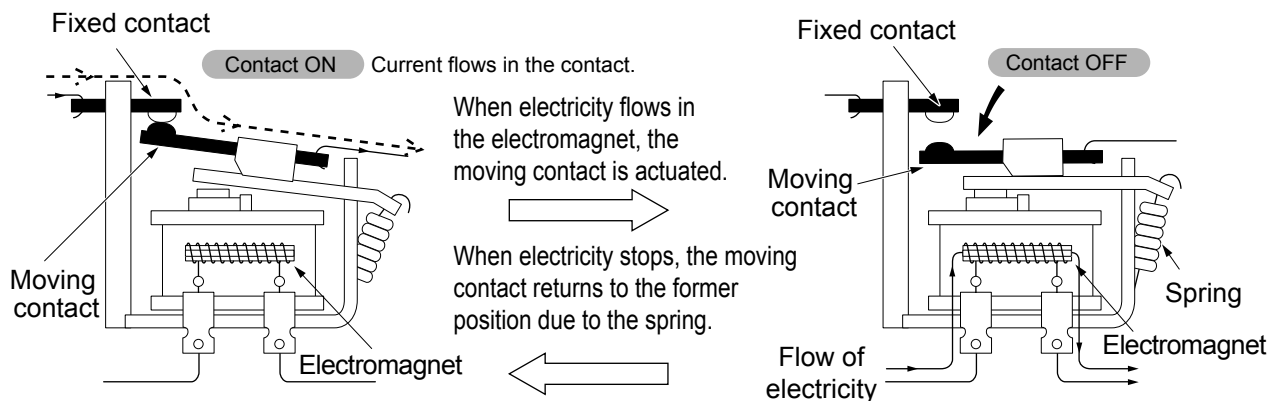 Fixed contact
Contact ON
Current flows in the contact.
Moving
contact
Electromagnet
When electricity flows in
the electromagnet, the
moving contact is actuated.
When electricity stops, the moving
contact returns to the former
position due to the spring.
Fixed contact
Contact OFF
Moving
contact
Spring
Electromagnet
Flow of
electricity